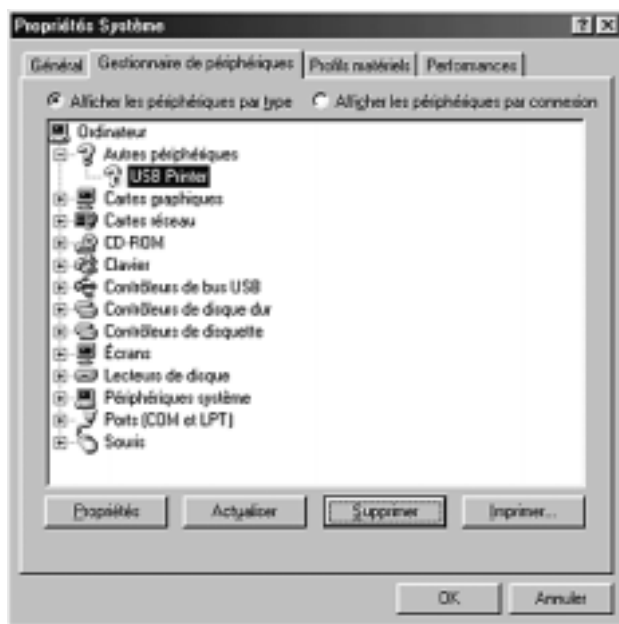 Propriétés Système
Général Gestionnaire de périphériques Profils matériels Performances
Afficher les périphériques par type Afficher les périphériques par connexion
Ordinateur
Autres périphériques
USB Printer
Cartes graphiques
Cartes réseau
CD-ROM
Clavier
Contrôleurs de bus USB
Contrôleurs de disque dur
Contrôleurs de disquette
Écrans
Lecteurs de disque
Périphériques système
Ports (COM et LPT)
Souris
Propriétés Actualiser Supprimer Imprimer...
OK Annuler